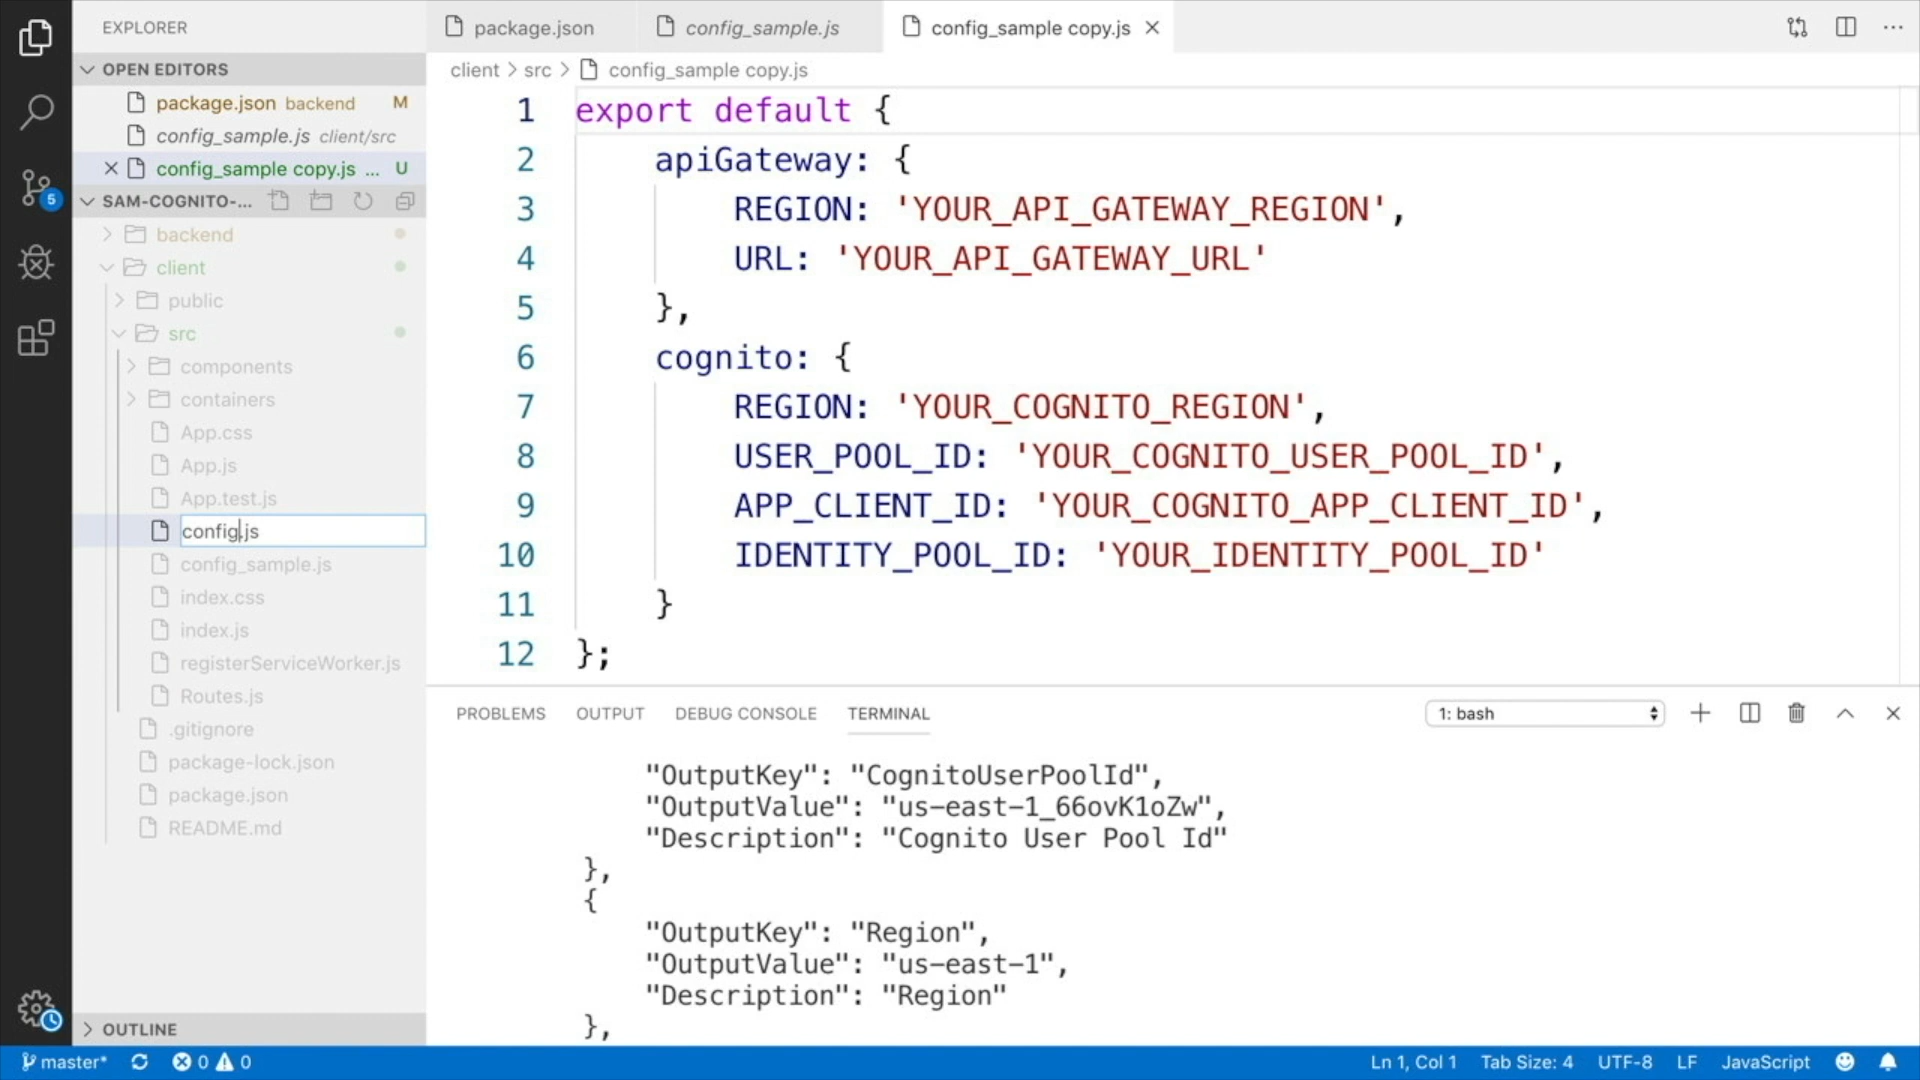 EXPLORER
OPEN EDITORS
package.json backend M
config_sample.js client/src
config_sample copy.js ... U
SAM-COGNITO-...
backend
client
public
src
components
containers
App.css
App.js
App.test.js
config.js
config_sample.js
index.css
index.js
registerServiceWorker.js
Routes.js
.gitignore
package-lock.json
package.json
README.md
OUTLINE
5
package.json config_sample.js config_sample copy.js
client > src > config_sample copy.js
1 export default {
2 apiGateway: {
3 REGION: 'YOUR_API_GATEWAY_REGION',
4 URL: 'YOUR_API_GATEWAY_URL'
5 },
6 cognito: {
7 REGION: 'YOUR_COGNITO_REGION',
8 USER_POOL_ID: 'YOUR_COGNITO_USER_POOL_ID',
9 APP_CLIENT_ID: 'YOUR_COGNITO_APP_CLIENT_ID',
10 IDENTITY_POOL_ID: 'YOUR_IDENTITY_POOL_ID'
11 }
12 };
PROBLEMS OUTPUT DEBUG CONSOLE TERMINAL 1: bash
"OutputKey": "CognitoUserPoolId",
"OutputValue": "us-east-1_66ovK1oZw",
"Description": "Cognito User Pool Id"
},
{
"OutputKey": "Region",
"OutputValue": "us-east-1",
"Description": "Region"
},
master* 0 0 Ln 1, Col 1 Tab Size: 4 UTF-8 LF JavaScript